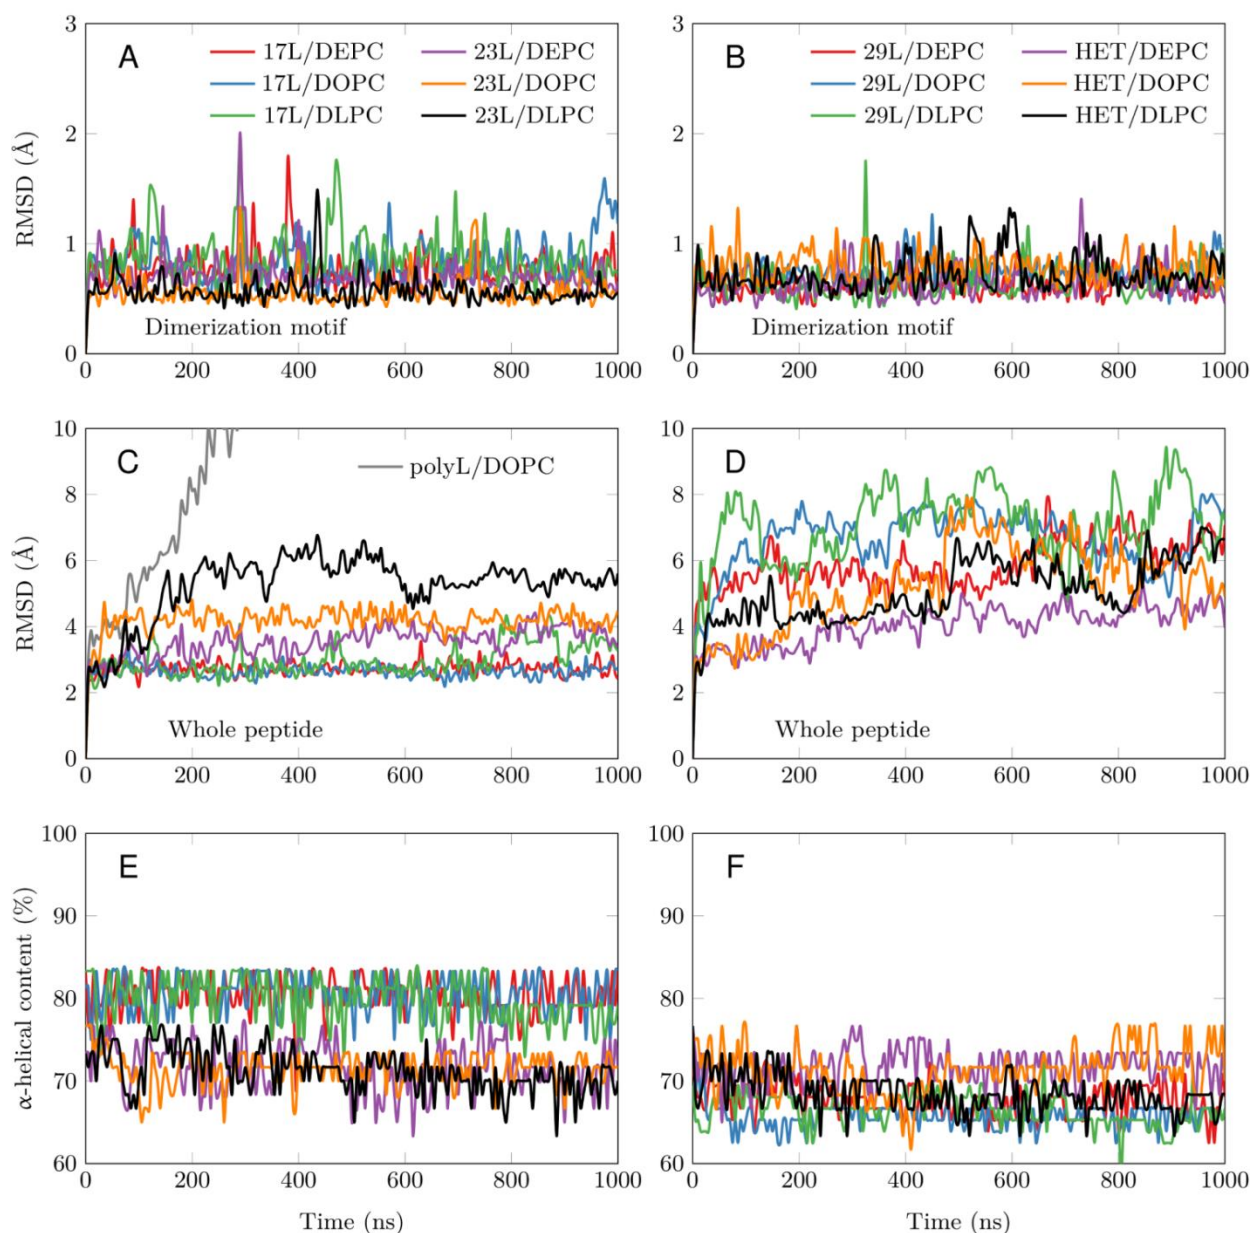 A
17L/DEPC 23L/DEPC
17L/DOPC 23L/DOPC
17L/DLPC 23L/DLPC
RMSD (Å)
3
2
1
0
Dimerization motif
0 200 400 600 800 1000
B
29L/DEPC HET/DEPC
29L/DOPC HET/DOPC
29L/DLPC HET/DLPC
3
2
1
0
Dimerization motif
0 200 400 600 800 1000
C
polyL/DOPC
RMSD (Å)
10
8
6
4
2
0
Whole peptide
0 200 400 600 800 1000
D
10
8
6
4
2
0
Whole peptide
0 200 400 600 800 1000
E
α-helical content (%)
100
90
80
70
60
0 200 400 600 800 1000
Time (ns)
F
100
90
80
70
60
0 200 400 600 800 1000
Time (ns)